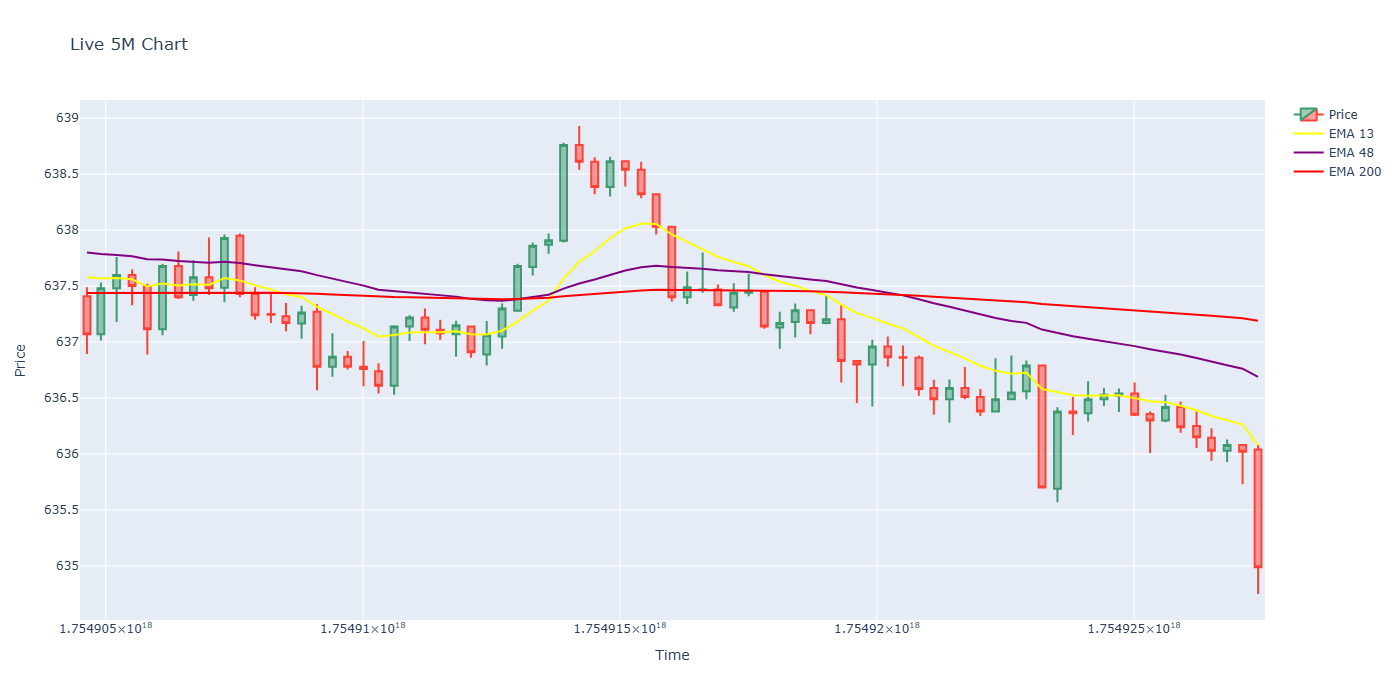 Live 5M Chart
Price
EMA 13
EMA 48
EMA 200
639
638.5
638
637.5
637
636.5
636
635.5
635
Price
1.754905×10¹⁸
1.75491×10¹⁸
1.754915×10¹⁸
1.75492×10¹⁸
1.754925×10¹⁸
Time